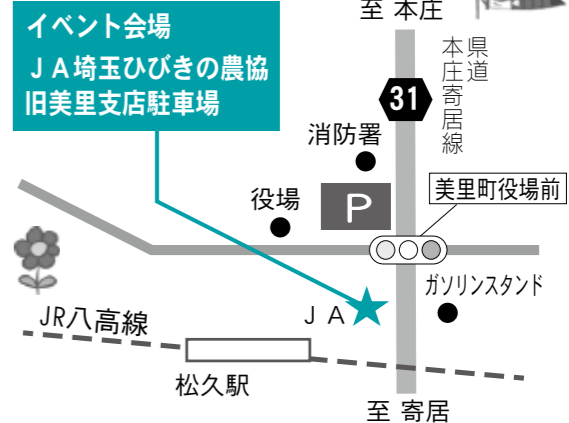 イベント会場
ＪＡ埼玉ひびきの農協
旧美里支店駐車場
至 本庄
県道
本庄寄居線
31
消防署
役場
P
美里町役場前
ガソリンスタンド
ＪＡ
JR八高線
松久駅
至 寄居